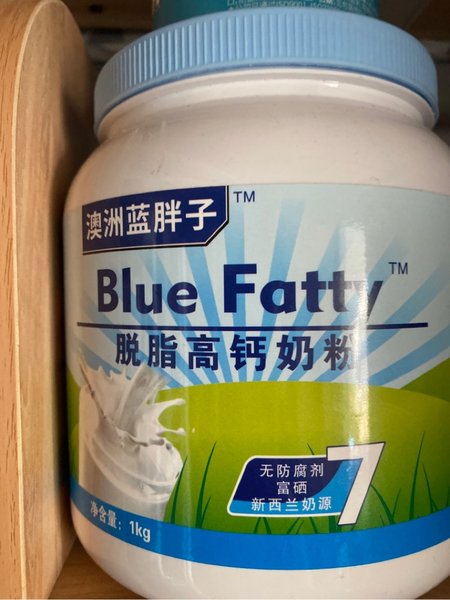 澳洲蓝胖子™
Blue Fatty™
脱脂高钙奶粉
无防腐剂
富硒
新西兰奶源
7
净含量：1kg